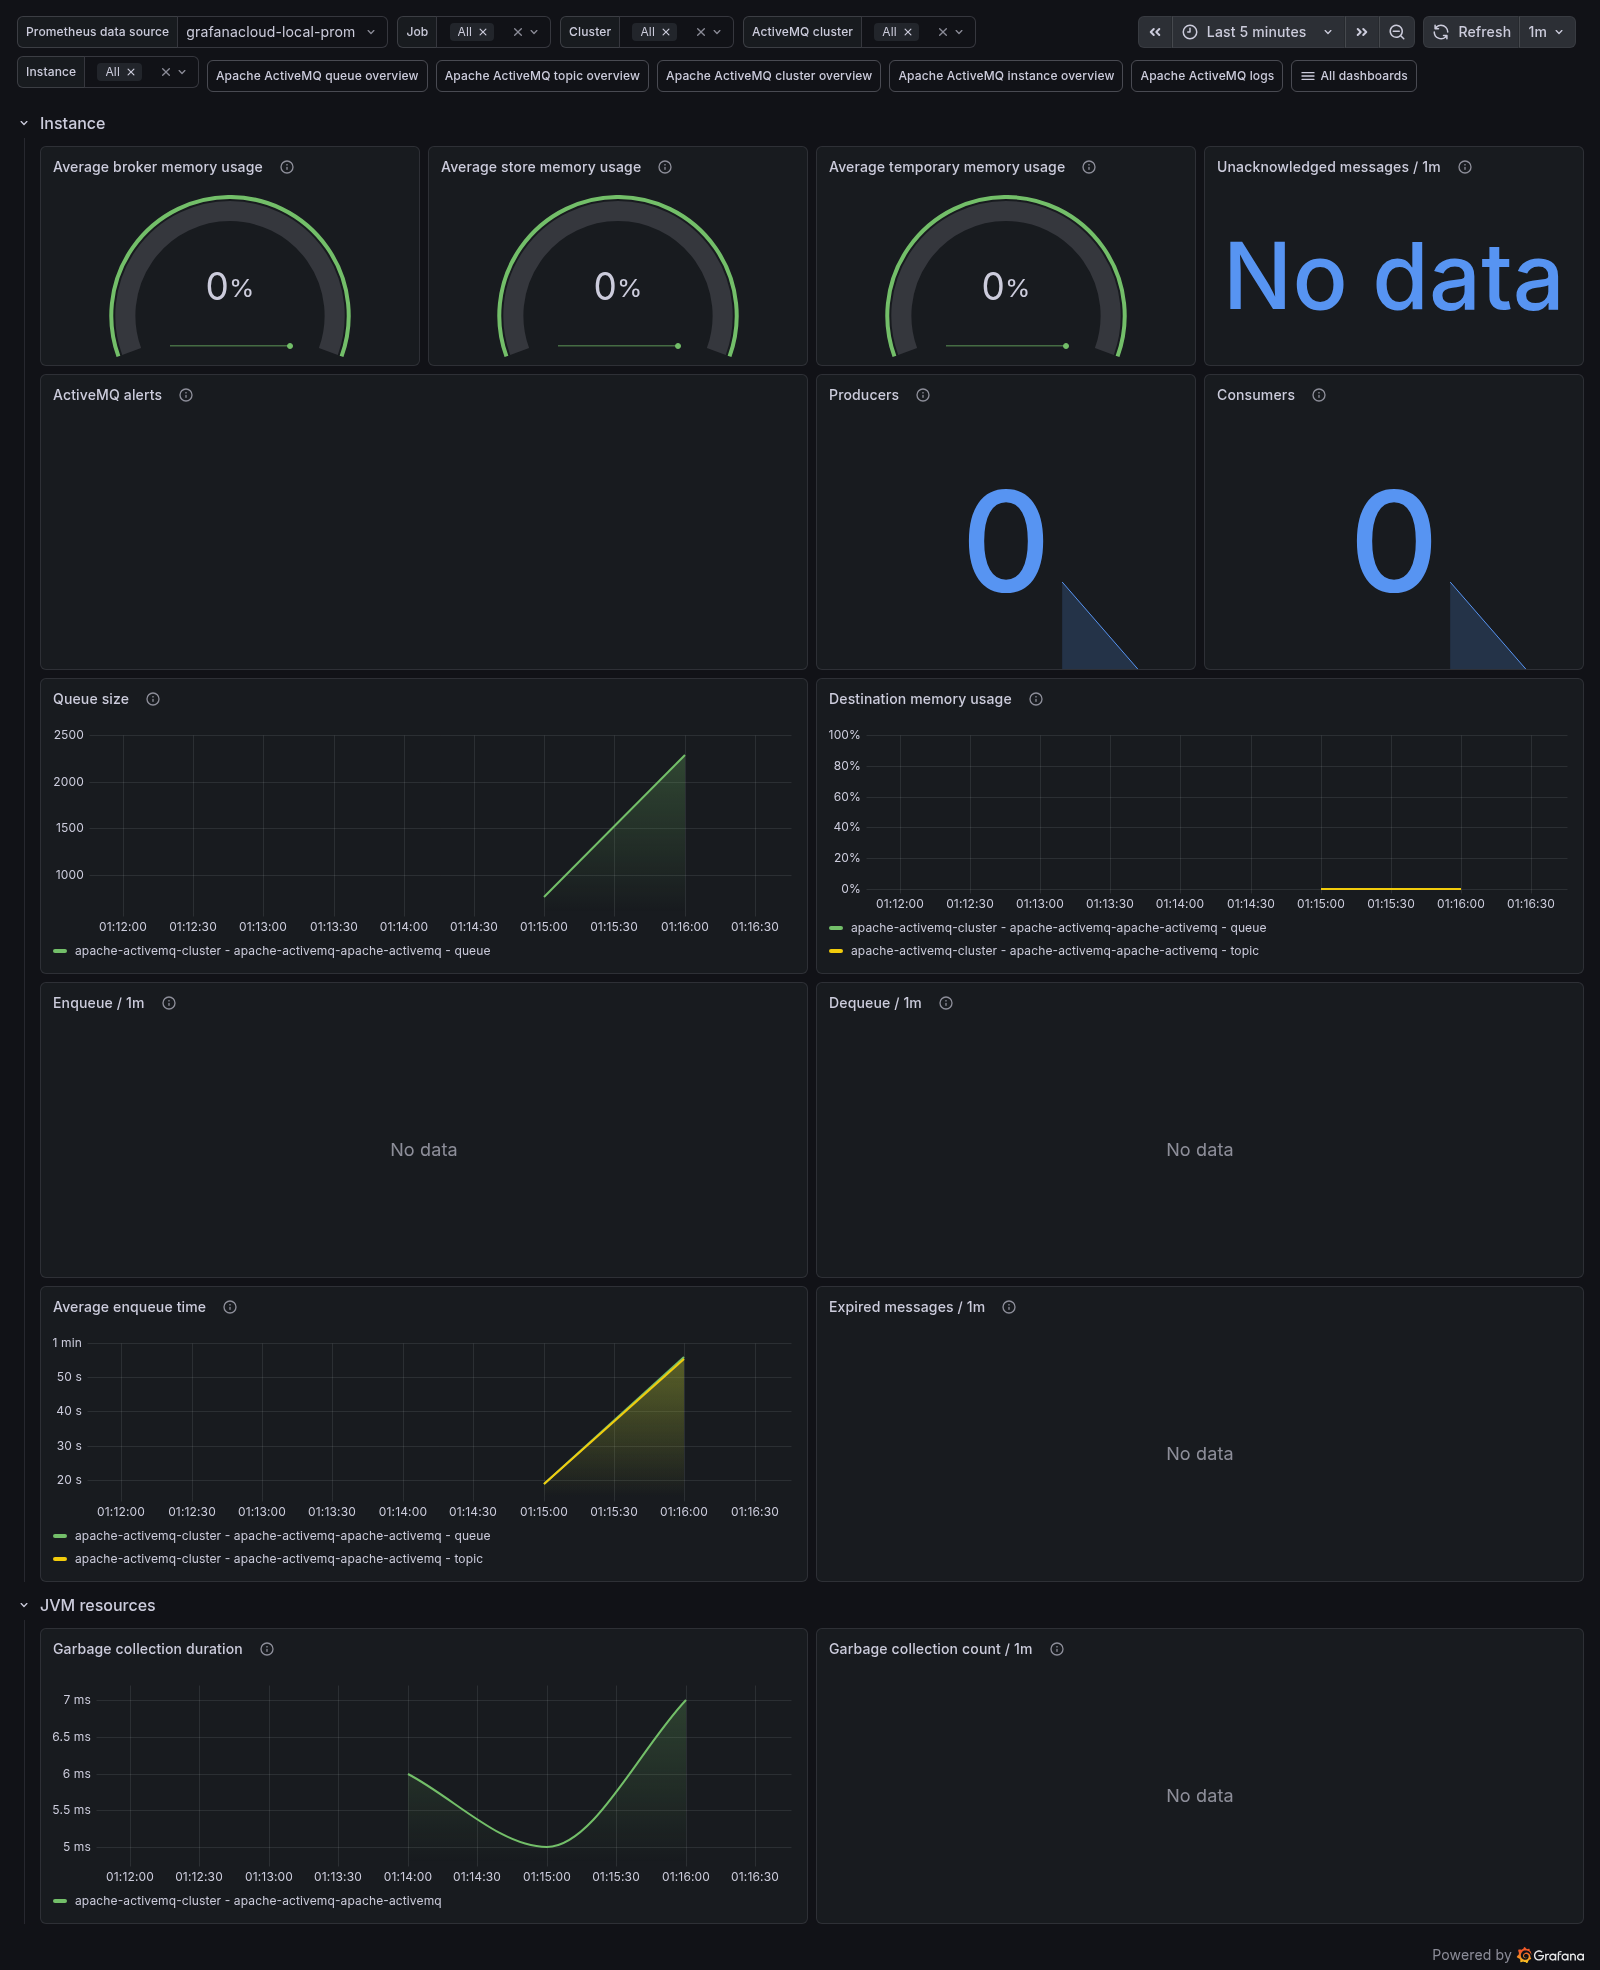 Prometheus data source grafanacloud-local-prom Job All Cluster All ActiveMQ cluster All Last 5 minutes Refresh 1m
Instance All Apache ActiveMQ queue overview Apache ActiveMQ topic overview Apache ActiveMQ cluster overview Apache ActiveMQ instance overview Apache ActiveMQ logs All dashboards
Instance
Average broker memory usage
0%
Average store memory usage
0%
Average temporary memory usage
0%
Unacknowledged messages / 1m
No data
ActiveMQ alerts
Producers
0
Consumers
0
Queue size
2500
2000
1500
1000
01:12:00 01:12:30 01:13:00 01:13:30 01:14:00 01:14:30 01:15:00 01:15:30 01:16:00 01:16:30
apache-activemq-cluster - apache-activemq-apache-activemq - queue
Destination memory usage
100%
80%
60%
40%
20%
0%
01:12:00 01:12:30 01:13:00 01:13:30 01:14:00 01:14:30 01:15:00 01:15:30 01:16:00 01:16:30
apache-activemq-cluster - apache-activemq-apache-activemq - queue
apache-activemq-cluster - apache-activemq-apache-activemq - topic
Enqueue / 1m
No data
Dequeue / 1m
No data
Average enqueue time
1 min
50 s
40 s
30 s
20 s
01:12:00 01:12:30 01:13:00 01:13:30 01:14:00 01:14:30 01:15:00 01:15:30 01:16:00 01:16:30
apache-activemq-cluster - apache-activemq-apache-activemq - queue
apache-activemq-cluster - apache-activemq-apache-activemq - topic
Expired messages / 1m
No data
JVM resources
Garbage collection duration
7 ms
6.5 ms
6 ms
5.5 ms
5 ms
01:12:00 01:12:30 01:13:00 01:13:30 01:14:00 01:14:30 01:15:00 01:15:30 01:16:00 01:16:30
apache-activemq-cluster - apache-activemq-apache-activemq
Garbage collection count / 1m
No data
Powered by Grafana